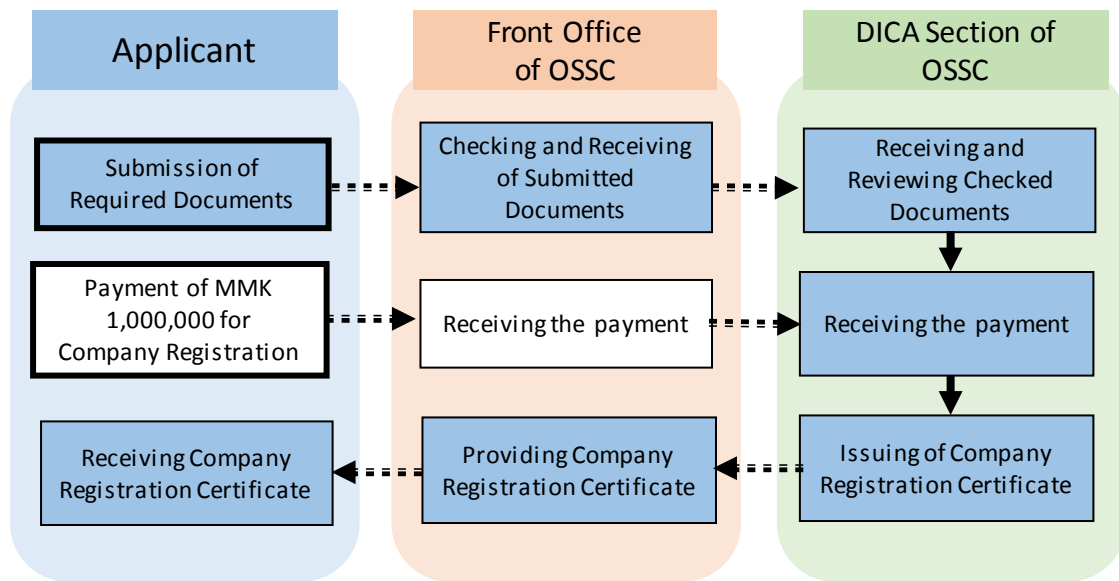 Applicant
Front Office
of OSSC
DICA Section of
OSSC
Submission of
Required Documents
Checking and Receiving
of Submitted
Documents
Receiving and
Reviewing Checked
Documents
Payment of MMK
1,000,000 for
Company Registration
Receiving the payment
Receiving the payment
Receiving Company
Registration Certificate
Providing Company
Registration Certificate
Issuing of Company
Registration Certificate